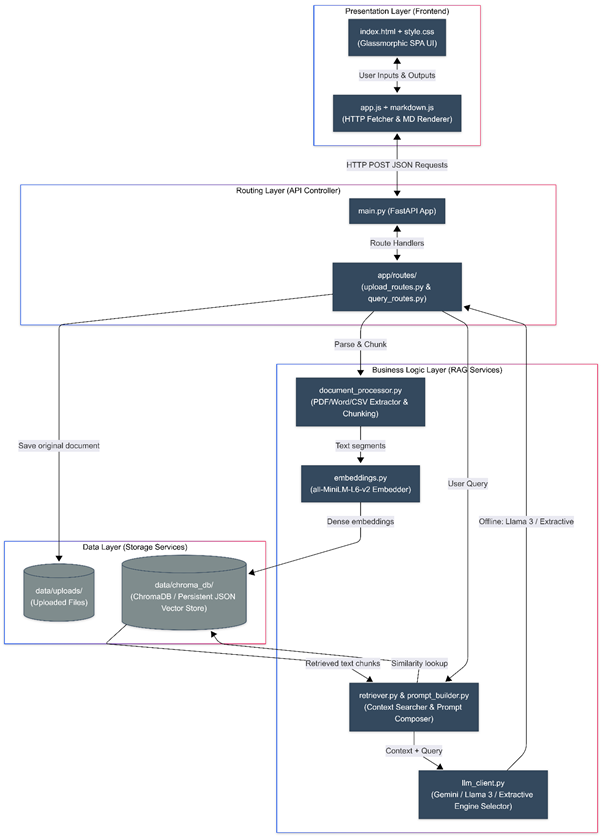 Presentation Layer (Frontend)
index.html + style.css
(Glassmorphic SPA UI)
User Inputs & Outputs
app.js + markdown.js
(HTTP Fetcher & MD Renderer)
HTTP POST JSON Requests
Routing Layer (API Controller)
main.py (FastAPI App)
Route Handlers
app/routes/
(upload_routes.py &
query_routes.py)
Parse & Chunk
Business Logic Layer (RAG Services)
document_processor.py
(PDF/Word/CSV Extractor &
Chunking)
Save original document
Text segments
embeddings.py
(all-MiniLM-L6-v2 Embedder)
User Query
Offline: Llama 3 / Extractive
Dense embeddings
Data Layer (Storage Services)
data/uploads/
(Uploaded Files)
data/chroma_db/
(ChromaDB / Persistent JSON
Vector Store)
Retrieved text chunks
Similarity lookup
retriever.py & prompt_builder.py
(Context Searcher & Prompt
Composer)
Context + Query
llm_client.py
(Gemini / Llama 3 / Extractive
Engine Selector)